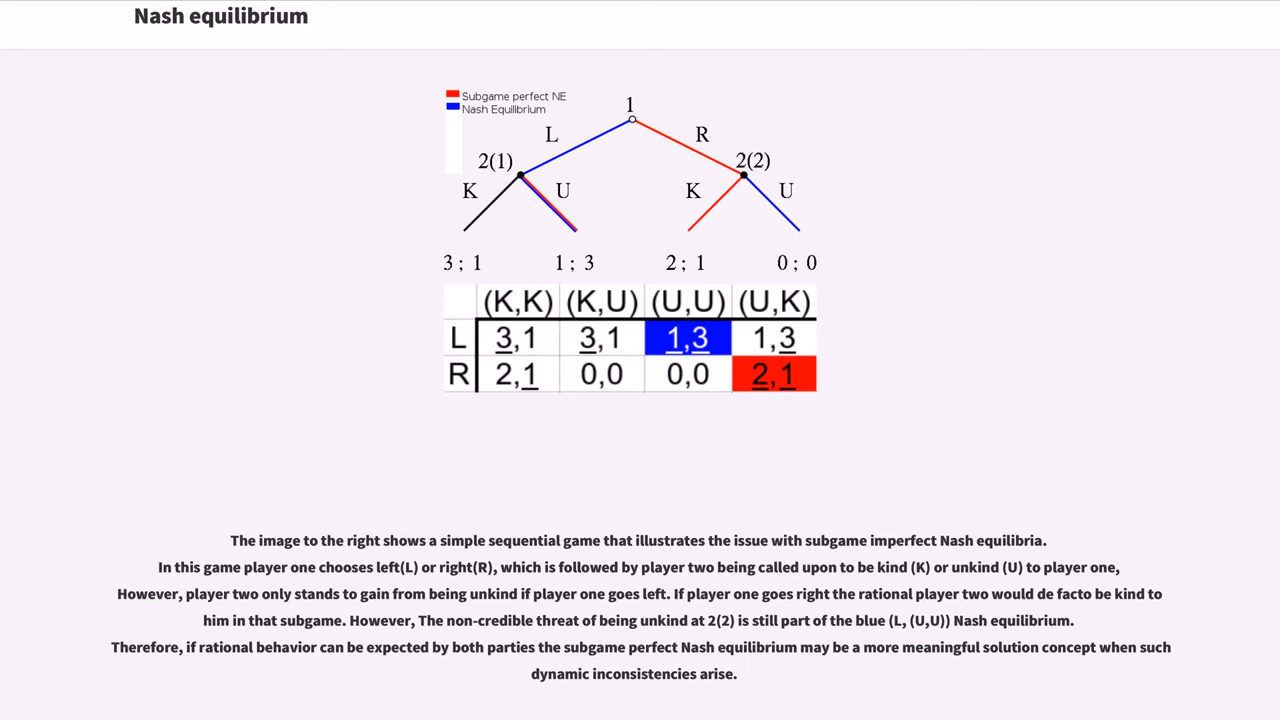 Nash equilibrium
Subgame perfect NE
Nash Equilibrium
1
L R
2(1) 2(2)
K U K U
3 ; 1 1 ; 3 2 ; 1 0 ; 0
(K,K) (K,U) (U,U) (U,K)
L 3,1 3,1 1,3 1,3
R 2,1 0,0 0,0 2,1
The image to the right shows a simple sequential game that illustrates the issue with subgame imperfect Nash equilibria.
In this game player one chooses left(L) or right(R), which is followed by player two being called upon to be kind (K) or unkind (U) to player one,
However, player two only stands to gain from being unkind if player one goes left. If player one goes right the rational player two would de facto be kind to
him in that subgame. However, The non-credible threat of being unkind at 2(2) is still part of the blue (L, (U,U)) Nash equilibrium.
Therefore, if rational behavior can be expected by both parties the subgame perfect Nash equilibrium may be a more meaningful solution concept when such
dynamic inconsistencies arise.